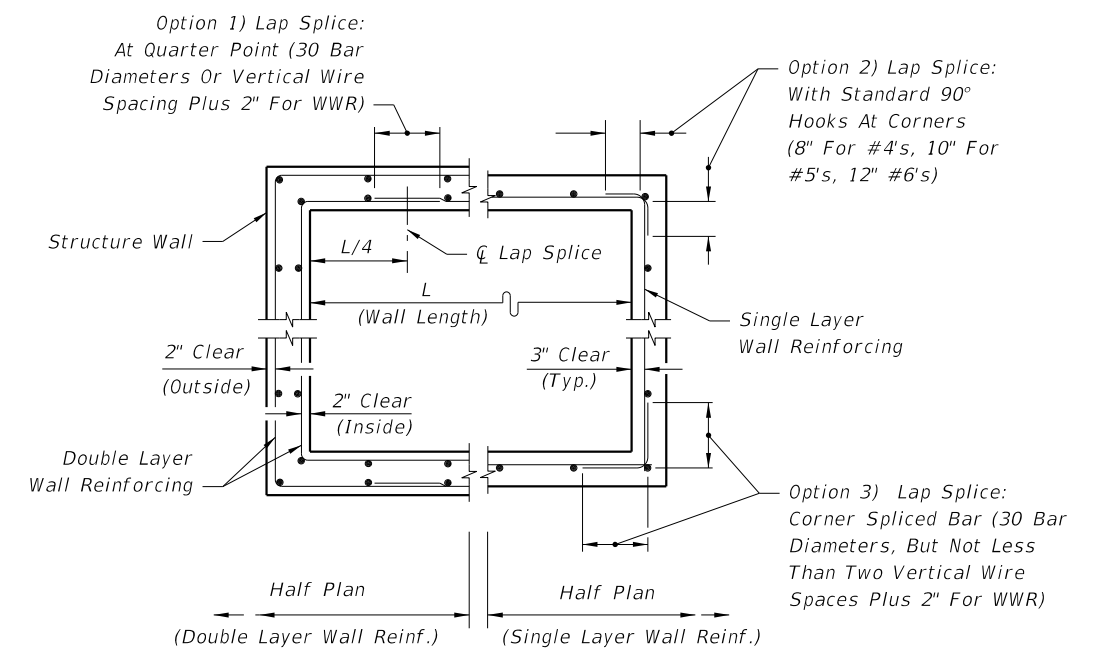 Option 1) Lap Splice:
At Quarter Point (30 Bar
Diameters Or Vertical Wire
Spacing Plus 2" For WWR)
Option 2) Lap Splice:
With Standard 90°
Hooks At Corners
(8" For #4's, 10" For
#5's, 12" #6's)
Structure Wall
L/4
℄ Lap Splice
L
(Wall Length)
Single Layer
Wall Reinforcing
2" Clear
(Outside)
3" Clear
(Typ.)
2" Clear
(Inside)
Double Layer
Wall Reinforcing
Option 3) Lap Splice:
Corner Spliced Bar (30 Bar
Diameters, But Not Less
Than Two Vertical Wire
Spaces Plus 2" For WWR)
Half Plan
(Double Layer Wall Reinf.)
Half Plan
(Single Layer Wall Reinf.)